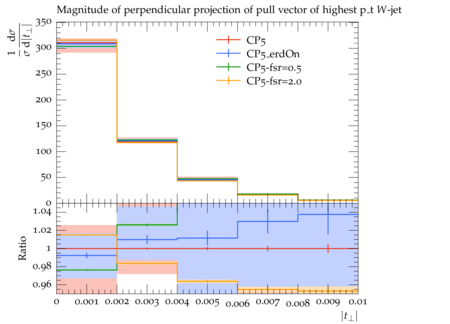 Magnitude of perpendicular projection of pull vector of highest p_t W-jet
1/σ dσ/d|t⊥|
350
300
250
200
150
100
50
0
CP5
CP5_erdOn
CP5-fsr=0.5
CP5-fsr=2.0
Ratio
1.04
1.02
1
0.98
0.96
0 0.001 0.002 0.003 0.004 0.005 0.006 0.007 0.008 0.009 0.01
|t⊥|